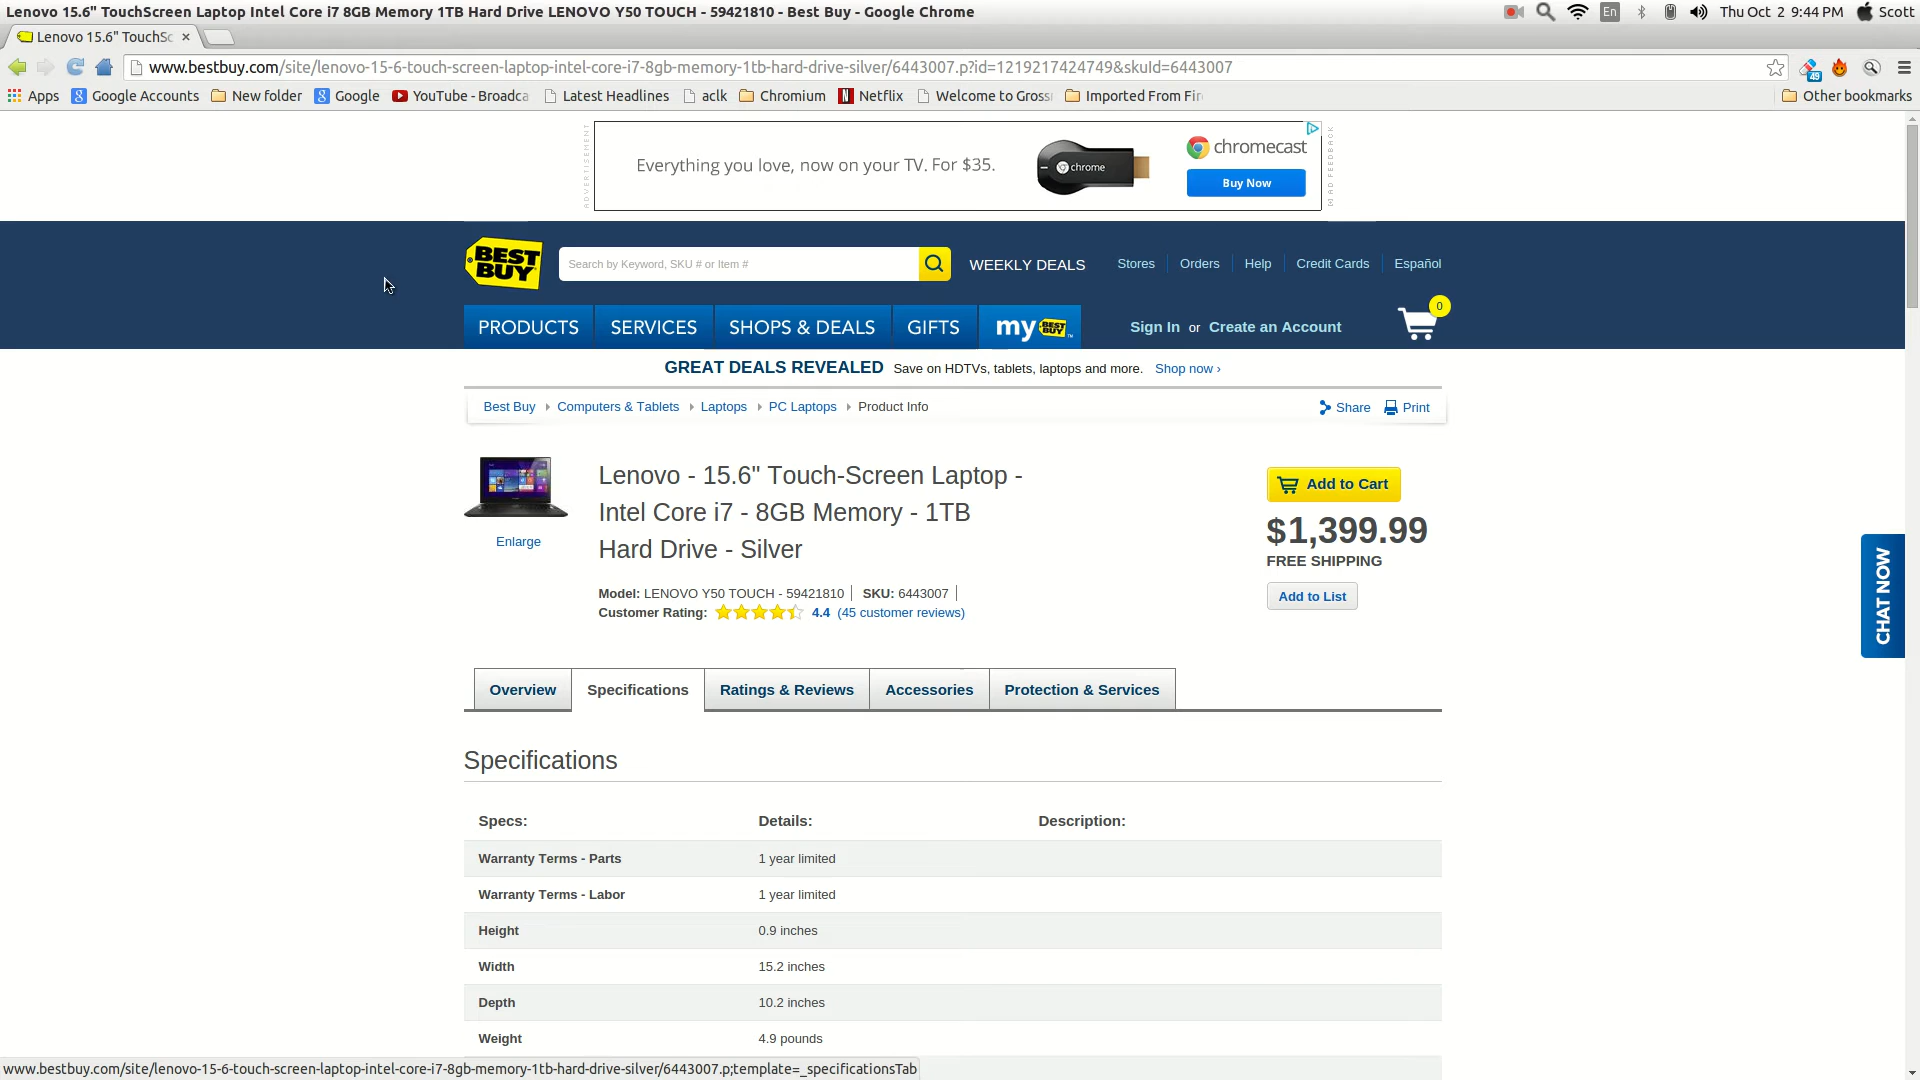 Lenovo 15.6" TouchScreen Laptop Intel Core i7 8GB Memory 1TB Hard Drive LENOVO Y50 TOUCH - 59421810 - Best Buy - Google Chrome
En
Thu Oct 2 9:44 PM
Scott
Lenovo 15.6" TouchSc
www.bestbuy.com/site/lenovo-15-6-touch-screen-laptop-intel-core-i7-8gb-memory-1tb-hard-drive-silver/6443007.p?id=1219217424749&skuId=6443007
49
Apps
Google Accounts
New folder
Google
YouTube - Broadca
Latest Headlines
aclk
Chromium
Netflix
Welcome to Gross
Imported From Fir
Other bookmarks
ADVERTISEMENT
Everything you love, now on your TV. For $35.
chrome
chromecast
Buy Now
AD FEEDBACK
BEST BUY
Search by Keyword, SKU # or Item #
WEEKLY DEALS
Stores
Orders
Help
Credit Cards
Español
PRODUCTS
SERVICES
SHOPS & DEALS
GIFTS
my BEST BUY™
Sign In or Create an Account
0
GREAT DEALS REVEALED Save on HDTVs, tablets, laptops and more. Shop now ›
Best Buy
Computers & Tablets
Laptops
PC Laptops
Product Info
Share
Print
Enlarge
Lenovo - 15.6" Touch-Screen Laptop -
Intel Core i7 - 8GB Memory - 1TB
Hard Drive - Silver
Model: LENOVO Y50 TOUCH - 59421810 | SKU: 6443007 |
Customer Rating: 4.4 (45 customer reviews)
Add to Cart
$1,399.99
FREE SHIPPING
Add to List
CHAT NOW
Overview
Specifications
Ratings & Reviews
Accessories
Protection & Services
Specifications
Specs: Details: Description:
Warranty Terms - Parts 1 year limited
Warranty Terms - Labor 1 year limited
Height 0.9 inches
Width 15.2 inches
Depth 10.2 inches
Weight 4.9 pounds
www.bestbuy.com/site/lenovo-15-6-touch-screen-laptop-intel-core-i7-8gb-memory-1tb-hard-drive-silver/6443007.p;template=_specificationsTab